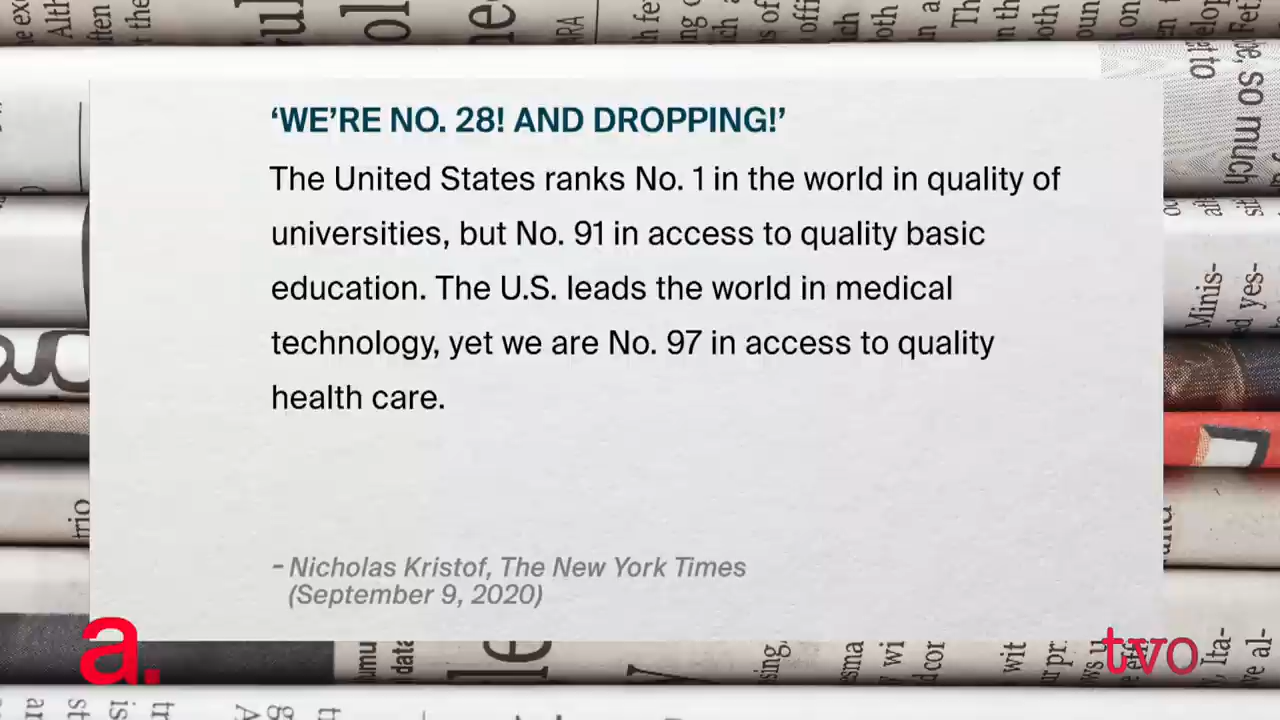 ‘WE’RE NO. 28! AND DROPPING!’
The United States ranks No. 1 in the world in quality of
universities, but No. 91 in access to quality basic
education. The U.S. leads the world in medical
technology, yet we are No. 97 in access to quality
health care.
– Nicholas Kristof, The New York Times
(September 9, 2020)
a.
tvo